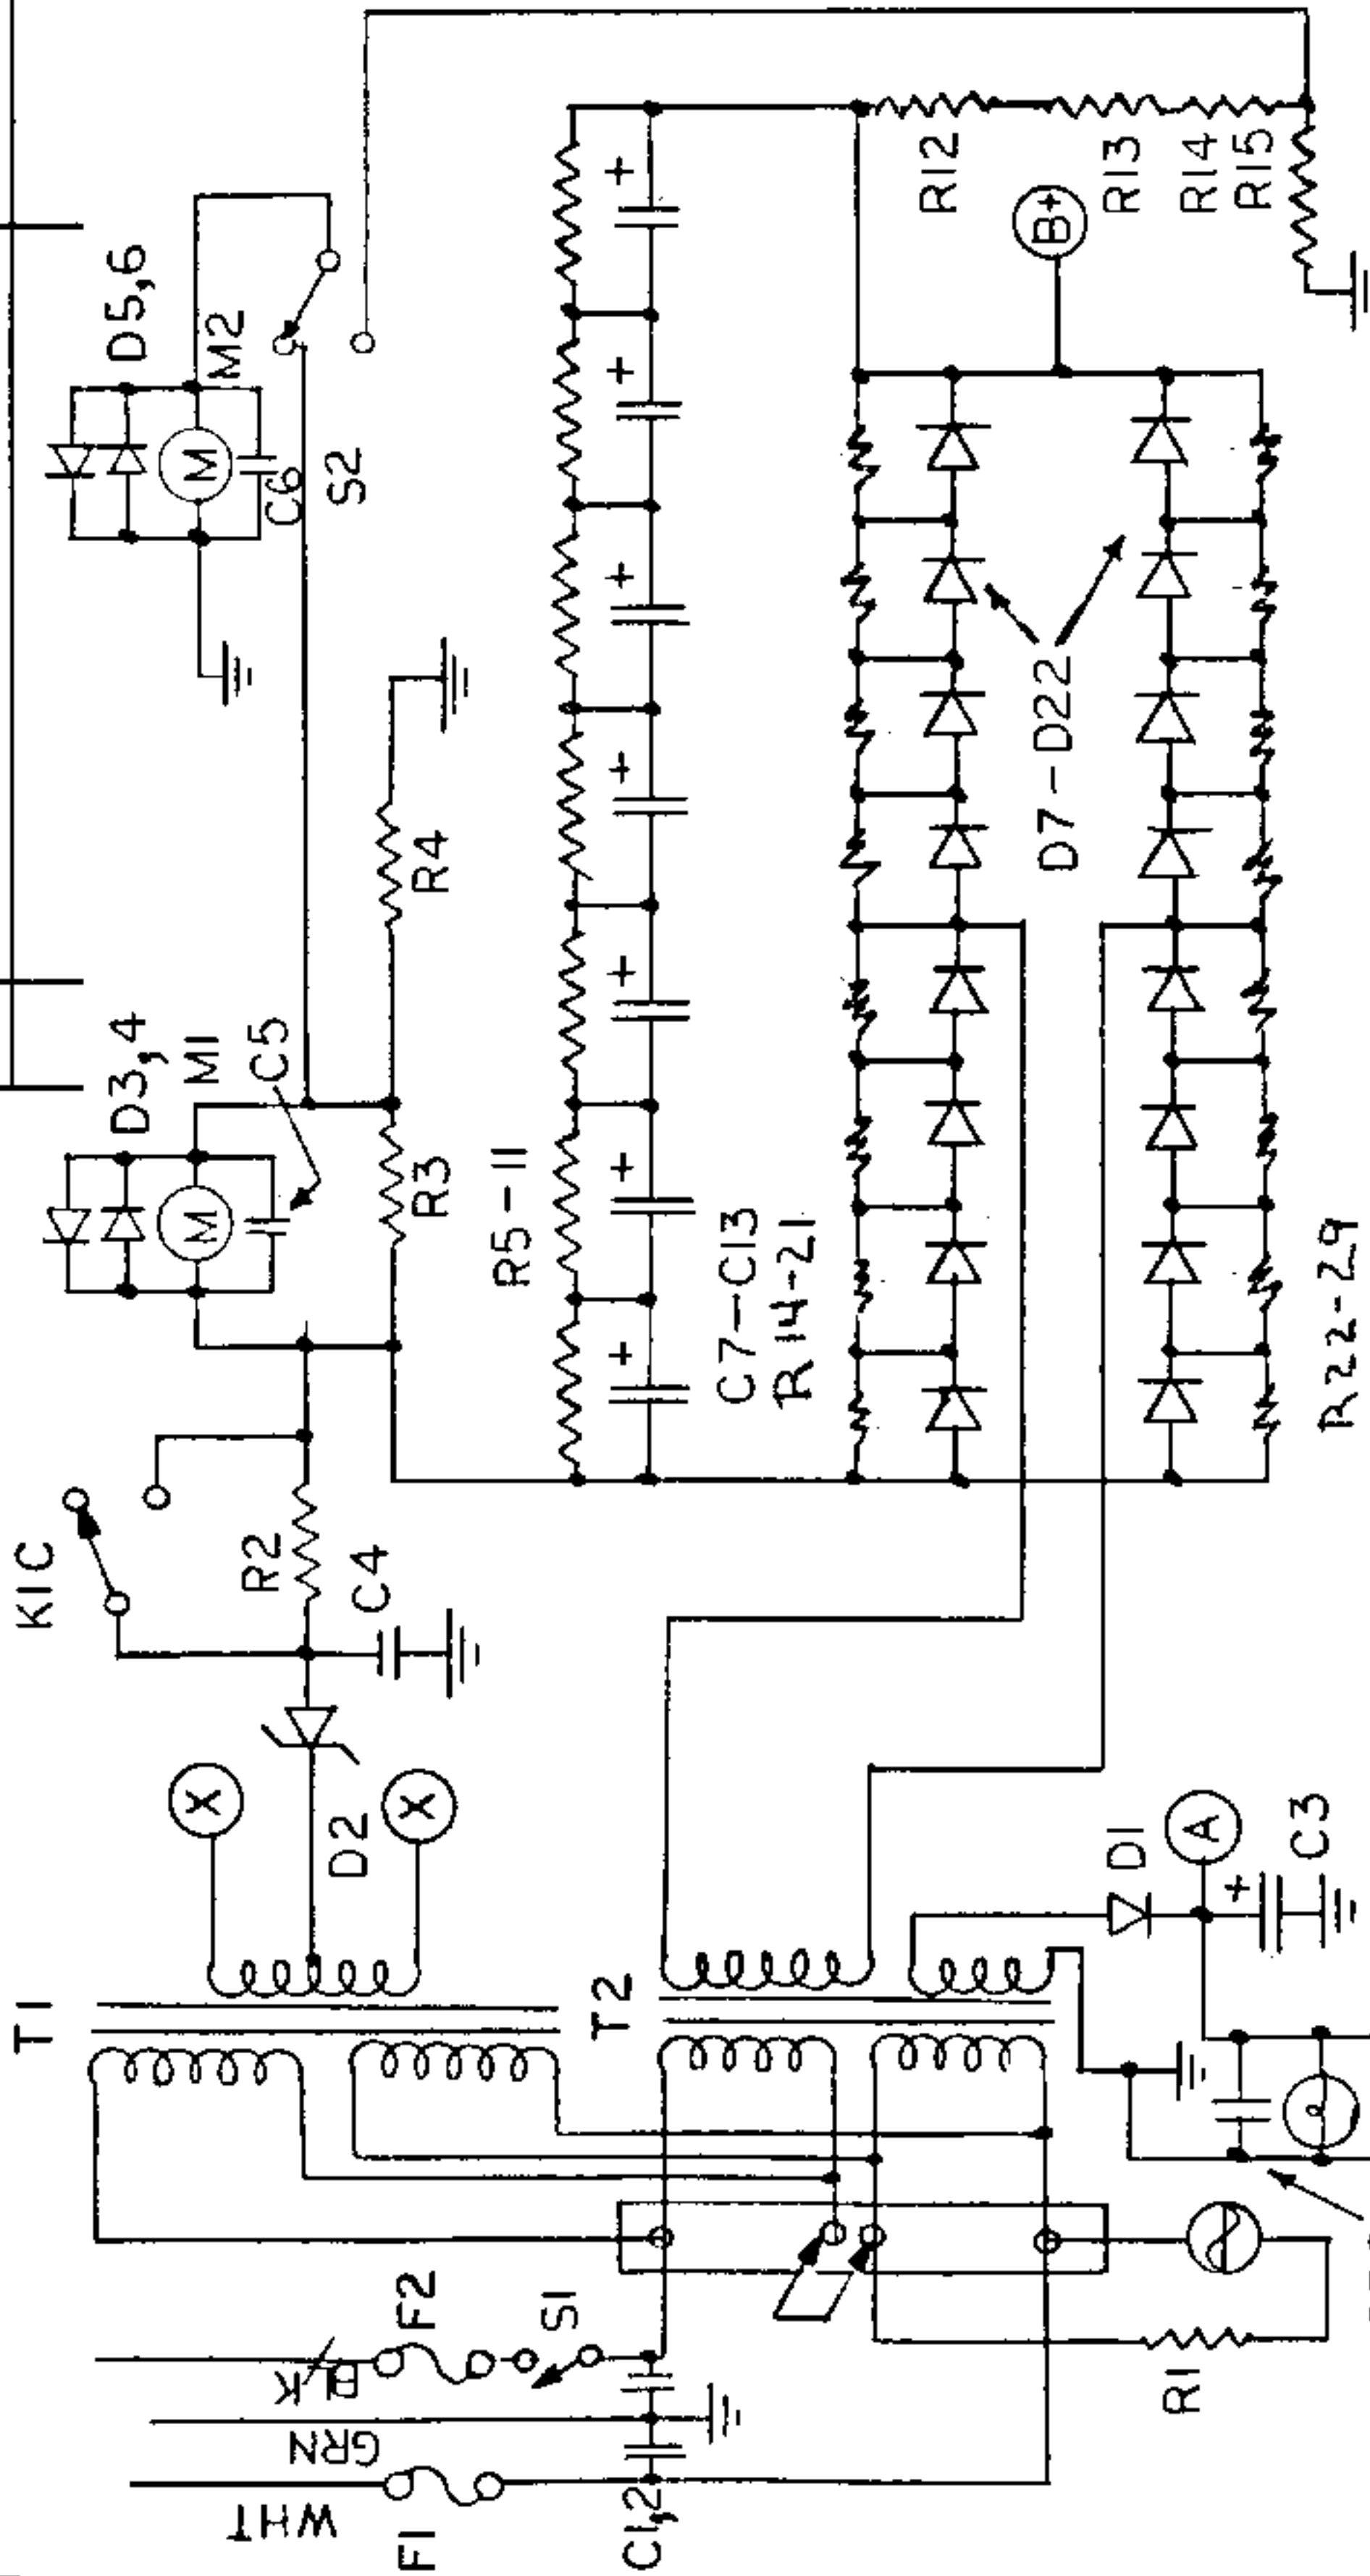 D5,6
M2
M
C6
S2
D3,4
M1
M
C5
R4
R3
K1C
R2
C4
X
D2
X
T1
R5-11
+
+
+
+
+
+
+
C7-C13
R14-21
R12
R13
R14
R15
B+
D7-D22
R22-29
T2
D1
A
+
C3
BLK
F2
S1
GRN
WHT
F1
C1,2
R1